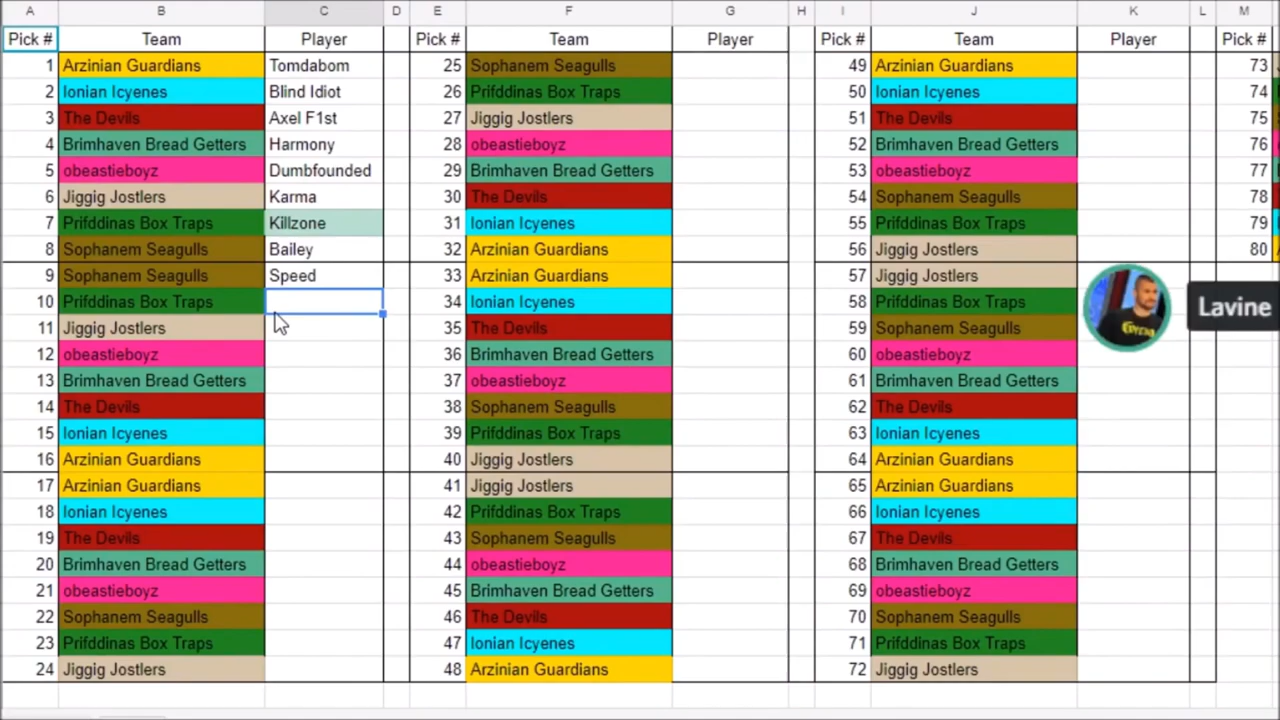 A B C D E F G H I J K L M
Pick # Team Player Pick # Team Player Pick # Team Player Pick #
1 Arzinian Guardians Tomdabom 25 Sophanem Seagulls 49 Arzinian Guardians 73
2 Ionian Icyenes Blind Idiot 26 Prifddinas Box Traps 50 Ionian Icyenes 74
3 The Devils Axel F1st 27 Jiggig Jostlers 51 The Devils 75
4 Brimhaven Bread Getters Harmony 28 obeastieboyz 52 Brimhaven Bread Getters 76
5 obeastieboyz Dumbfounded 29 Brimhaven Bread Getters 53 obeastieboyz 77
6 Jiggig Jostlers Karma 30 The Devils 54 Sophanem Seagulls 78
7 Prifddinas Box Traps Killzone 31 Ionian Icyenes 55 Prifddinas Box Traps 79
8 Sophanem Seagulls Bailey 32 Arzinian Guardians 56 Jiggig Jostlers 80
9 Sophanem Seagulls Speed 33 Arzinian Guardians 57 Jiggig Jostlers
10 Prifddinas Box Traps 34 Ionian Icyenes 58 Prifddinas Box Traps Lavine
11 Jiggig Jostlers 35 The Devils 59 Sophanem Seagulls
12 obeastieboyz 36 Brimhaven Bread Getters 60 obeastieboyz
13 Brimhaven Bread Getters 37 obeastieboyz 61 Brimhaven Bread Getters
14 The Devils 38 Sophanem Seagulls 62 The Devils
15 Ionian Icyenes 39 Prifddinas Box Traps 63 Ionian Icyenes
16 Arzinian Guardians 40 Jiggig Jostlers 64 Arzinian Guardians
17 Arzinian Guardians 41 Jiggig Jostlers 65 Arzinian Guardians
18 Ionian Icyenes 42 Prifddinas Box Traps 66 Ionian Icyenes
19 The Devils 43 Sophanem Seagulls 67 The Devils
20 Brimhaven Bread Getters 44 obeastieboyz 68 Brimhaven Bread Getters
21 obeastieboyz 45 Brimhaven Bread Getters 69 obeastieboyz
22 Sophanem Seagulls 46 The Devils 70 Sophanem Seagulls
23 Prifddinas Box Traps 47 Ionian Icyenes 71 Prifddinas Box Traps
24 Jiggig Jostlers 48 Arzinian Guardians 72 Jiggig Jostlers